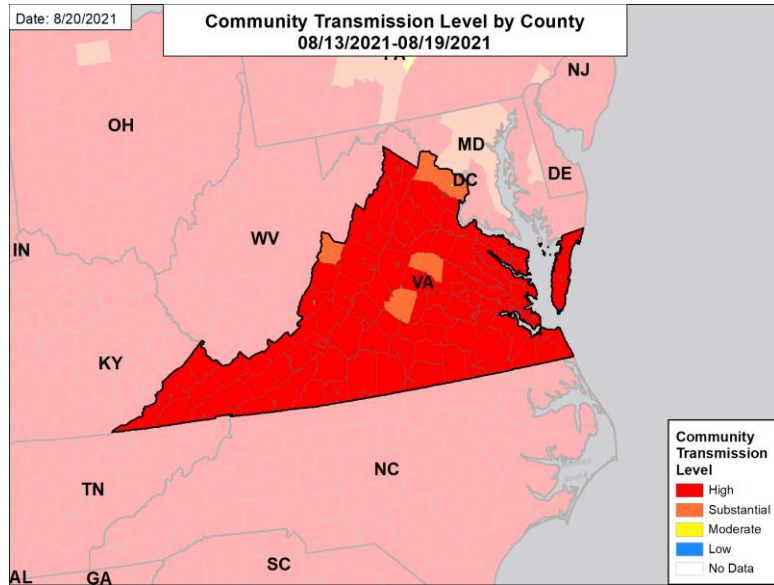 Date: 8/20/2021
Community Transmission Level by County
08/13/2021-08/19/2021
PA
NJ
OH
MD
DC
DE
IN
WV
VA
KY
TN
NC
AL
GA
SC
Community
Transmission
Level
High
Substantial
Moderate
Low
No Data